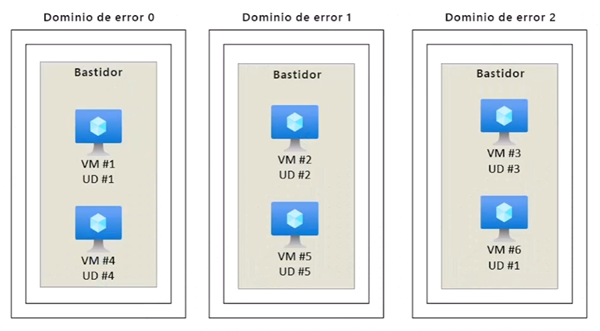 Dominio de error 0
Bastidor
VM #1
UD #1
VM #4
UD #4
Dominio de error 1
Bastidor
VM #2
UD #2
VM #5
UD #5
Dominio de error 2
Bastidor
VM #3
UD #3
VM #6
UD #1